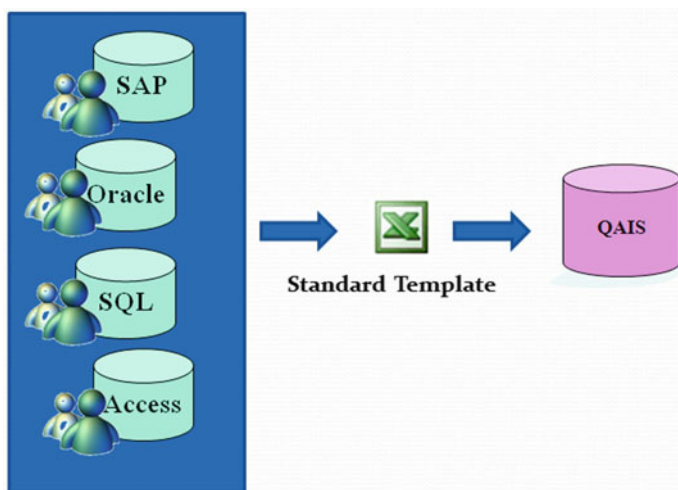 SAP
Oracle
SQL
Access
Standard Template
QAIS